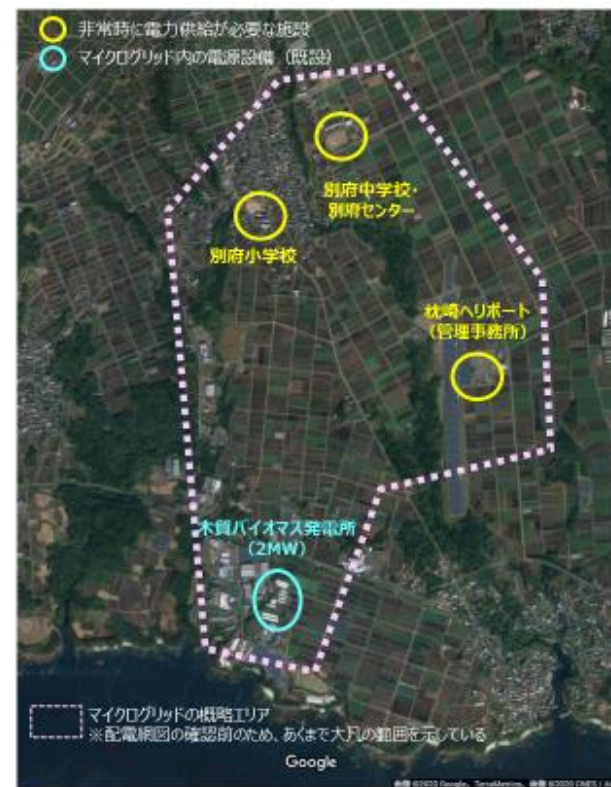 非常時に電力供給が必要な施設
マイクログリッド内の電源設備（既設）
別府中学校・
別府センター
別府小学校
枕崎ヘリポート
（管理事務所）
木質バイオマス発電所
（2MW）
マイクログリッドの概略エリア
※配電網図の確認前のため、あくまで大凡の範囲を示している
Google